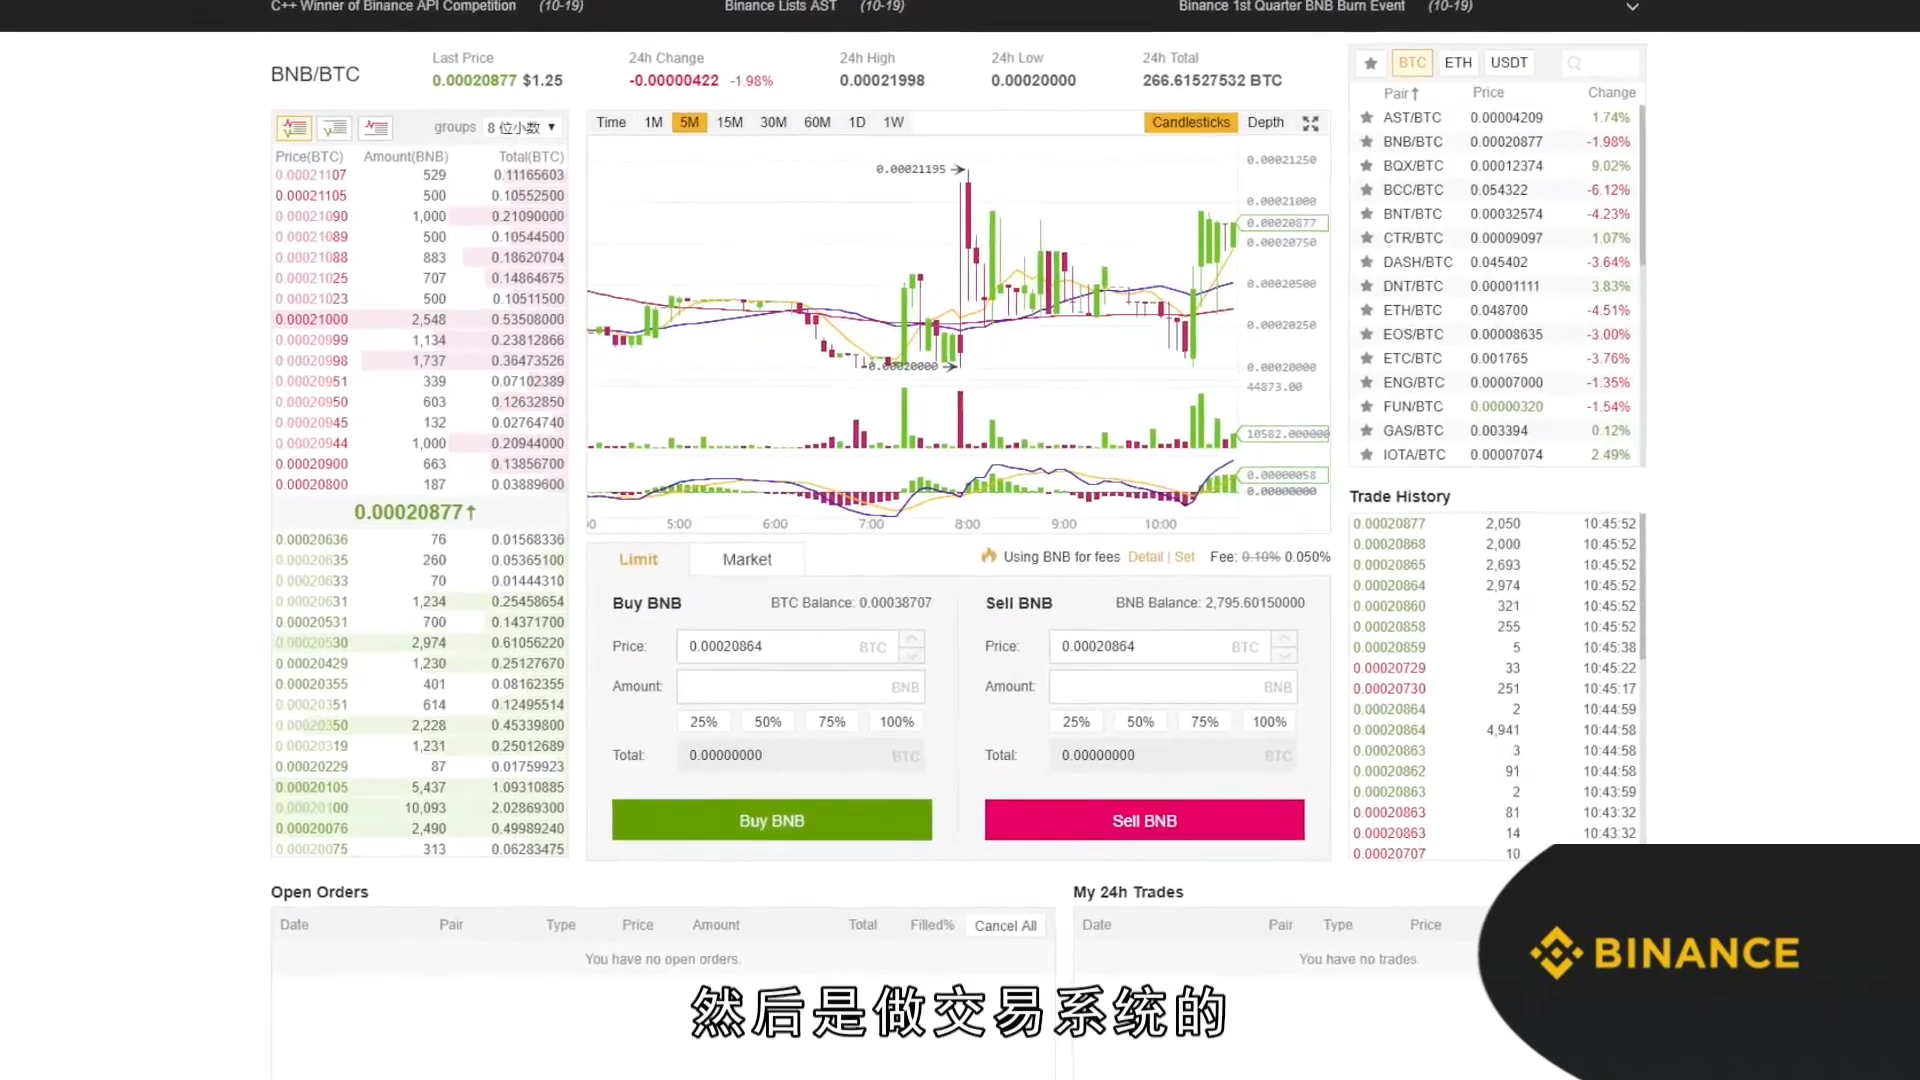 C++ Winner of Binance API Competition (10-19) Binance Lists AST (10-19) Binance 1st Quarter BNB Burn Event (10-19)
BNB/BTC
Last Price
0.00020877 $1.25
24h Change
-0.00000422 -1.98%
24h High
0.00021998
24h Low
0.00020000
24h Total
266.61527532 BTC
groups 8 位小数
Price(BTC) Amount(BNB) Total(BTC)
0.00021107 529 0.11165603
0.00021105 500 0.10552500
0.00021090 1,000 0.21090000
0.00021089 500 0.10544500
0.00021088 883 0.18620704
0.00021025 707 0.14864675
0.00021023 500 0.10511500
0.00021000 2,548 0.53508000
0.00020999 1,134 0.23812866
0.00020998 1,737 0.36473526
0.00020951 339 0.07102389
0.00020950 603 0.12632850
0.00020945 132 0.02764740
0.00020944 1,000 0.20944000
0.00020900 663 0.13856700
0.00020800 187 0.03889600
0.00020877↑
0.00020636 76 0.01568336
0.00020635 260 0.05365100
0.00020633 70 0.01444310
0.00020631 1,234 0.25458654
0.00020531 700 0.14371700
0.00020530 2,974 0.61056220
0.00020429 1,230 0.25127670
0.00020355 401 0.08162355
0.00020351 614 0.12495514
0.00020350 2,228 0.45339800
0.00020319 1,231 0.25012689
0.00020229 87 0.01759923
0.00020105 5,437 1.09310885
0.00020100 10,093 2.02869300
0.00020076 2,490 0.49989240
0.00020075 313 0.06283475
Time 1M 5M 15M 30M 60M 1D 1W Candlesticks Depth
0.00021195
0.00020000
0.00021250
0.00021000
0.00020877
0.00020750
0.00020500
0.00020250
0.00020000
44873.00
10582.000000
0.00000058
0.00000000
5:00 6:00 7:00 8:00 9:00 10:00
Limit Market
Using BNB for fees Detail | Set Fee: 0.10% 0.050%
Buy BNB BTC Balance: 0.00038707
Price: 0.00020864 BTC
Amount: BNB
25% 50% 75% 100%
Total: 0.00000000 BTC
Buy BNB
Sell BNB BNB Balance: 2,795.60150000
Price: 0.00020864 BTC
Amount: BNB
25% 50% 75% 100%
Total: 0.00000000 BTC
Sell BNB
BTC ETH USDT
Pair↑ Price Change
AST/BTC 0.00004209 1.74%
BNB/BTC 0.00020877 -1.98%
BQX/BTC 0.00012374 9.02%
BCC/BTC 0.054322 -6.12%
BNT/BTC 0.00032574 -4.23%
CTR/BTC 0.00009097 1.07%
DASH/BTC 0.045402 -3.64%
DNT/BTC 0.00001111 3.83%
ETH/BTC 0.048700 -4.51%
EOS/BTC 0.00008635 -3.00%
ETC/BTC 0.001765 -3.76%
ENG/BTC 0.00007000 -1.35%
FUN/BTC 0.00000320 -1.54%
GAS/BTC 0.003394 0.12%
IOTA/BTC 0.00007074 2.49%
Trade History
0.00020877 2,050 10:45:52
0.00020868 2,000 10:45:52
0.00020865 2,693 10:45:52
0.00020864 2,974 10:45:52
0.00020860 321 10:45:52
0.00020858 255 10:45:52
0.00020859 5 10:45:38
0.00020729 33 10:45:22
0.00020730 251 10:45:17
0.00020864 2 10:44:59
0.00020864 4,941 10:44:58
0.00020863 3 10:44:58
0.00020862 91 10:44:58
0.00020863 2 10:43:59
0.00020863 81 10:43:32
0.00020863 14 10:43:32
0.00020707 10
Open Orders
Date Pair Type Price Amount Total Filled% Cancel All
You have no open orders.
My 24h Trades
Date Pair Type Price
You have no trades
BINANCE
然后是做交易系统的